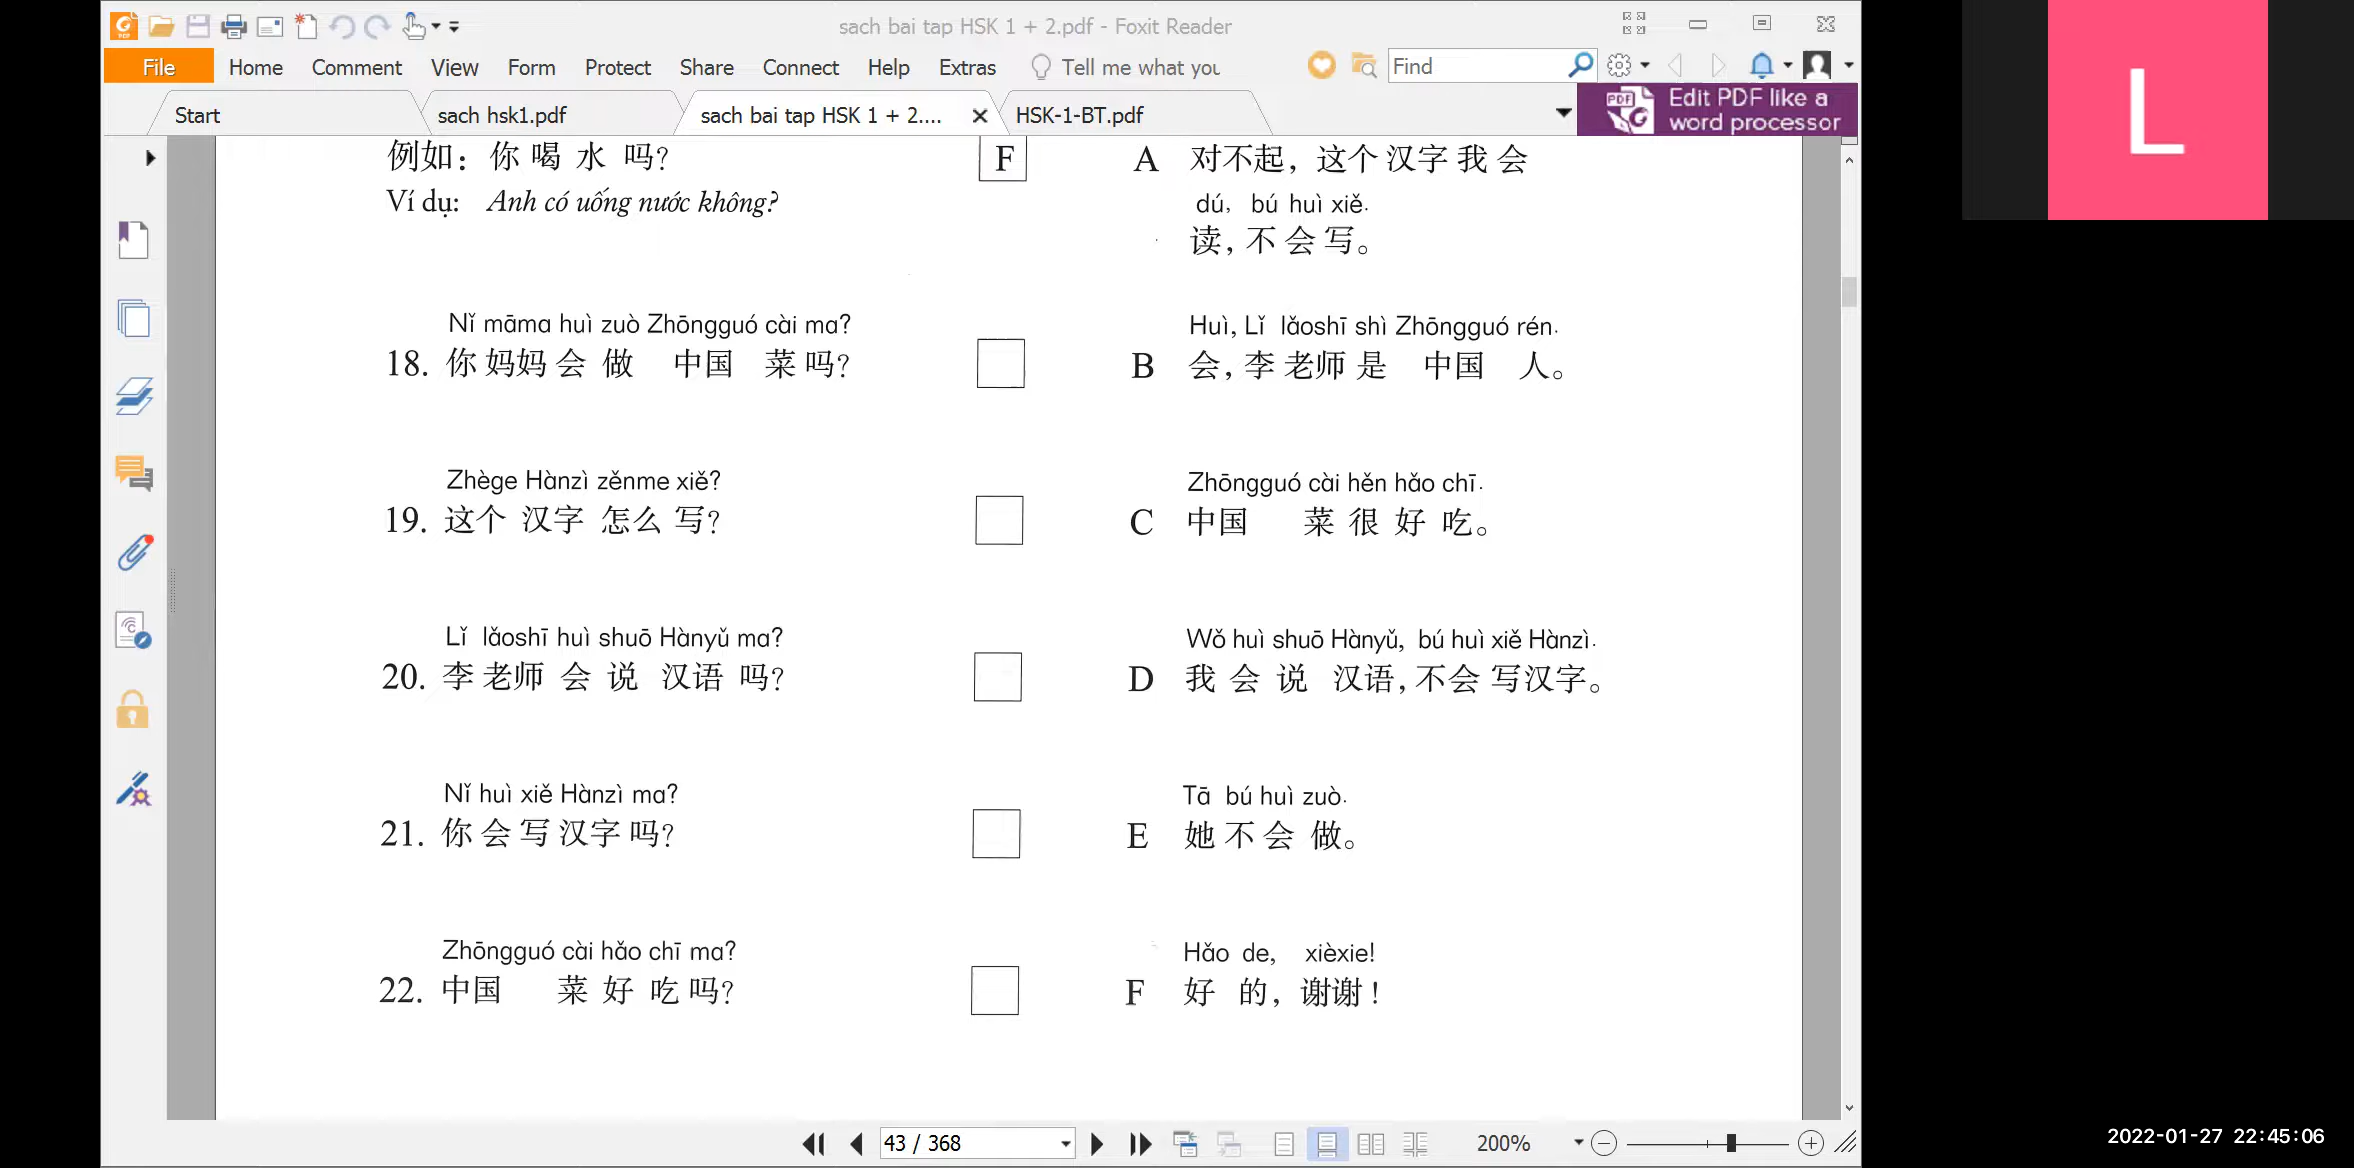 sach bai tap HSK 1 + 2.pdf - Foxit Reader
File Home Comment View Form Protect Share Connect Help Extras Tell me what you Find
Start sach hsk1.pdf sach bai tap HSK 1 + 2.... HSK-1-BT.pdf
Edit PDF like a
word processor
L
例如：你喝水吗？ F A 对不起，这个汉字我会
Ví dụ: Anh có uống nước không?
dú, bú huì xiě.
读，不会写。
Nǐ māma huì zuò Zhōngguó cài ma?
18. 你妈妈会做中国菜吗？
Huì, Lǐ lǎoshī shì Zhōngguó rén.
B 会，李老师是中国人。
Zhège Hànzì zěnme xiě?
19. 这个汉字怎么写？
Zhōngguó cài hěn hǎo chī.
C 中国菜很好吃。
Lǐ lǎoshī huì shuō Hànyǔ ma?
20. 李老师会说汉语吗？
Wǒ huì shuō Hànyǔ, bú huì xiě Hànzì.
D 我会说汉语，不会写汉字。
Nǐ huì xiě Hànzì ma?
21. 你会写汉字吗？
Tā bú huì zuò.
E 她不会做。
Zhōngguó cài hǎo chī ma?
22. 中国菜好吃吗？
Hǎo de, xièxie!
F 好的，谢谢！
43 / 368
200%
2022-01-27 22:45:06